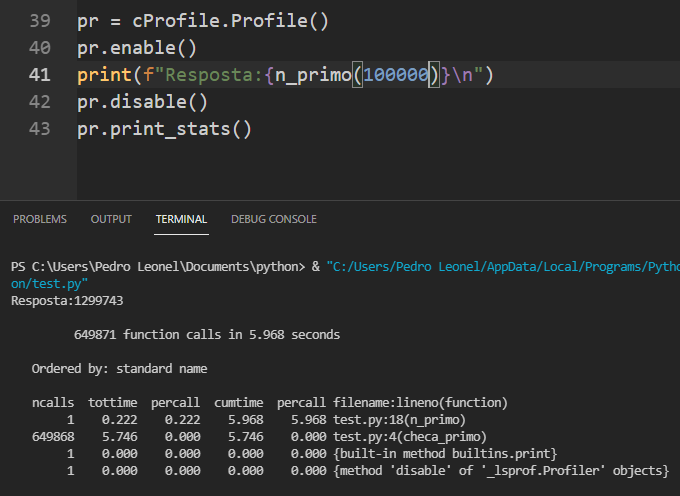 39 pr = cProfile.Profile()
40 pr.enable()
41 print(f"Resposta:{n_primo(100000)}\n")
42 pr.disable()
43 pr.print_stats()
PROBLEMS OUTPUT TERMINAL DEBUG CONSOLE
PS C:\Users\Pedro Leonel\Documents\python> & "C:/Users/Pedro Leonel/AppData/Local/Programs/Pytho
on/test.py"
Resposta:1299743
649871 function calls in 5.968 seconds
Ordered by: standard name
ncalls tottime percall cumtime percall filename:lineno(function)
1 0.222 0.222 5.968 5.968 test.py:18(n_primo)
649868 5.746 0.000 5.746 0.000 test.py:4(checa_primo)
1 0.000 0.000 0.000 0.000 {built-in method builtins.print}
1 0.000 0.000 0.000 0.000 {method 'disable' of '_lsprof.Profiler' objects}